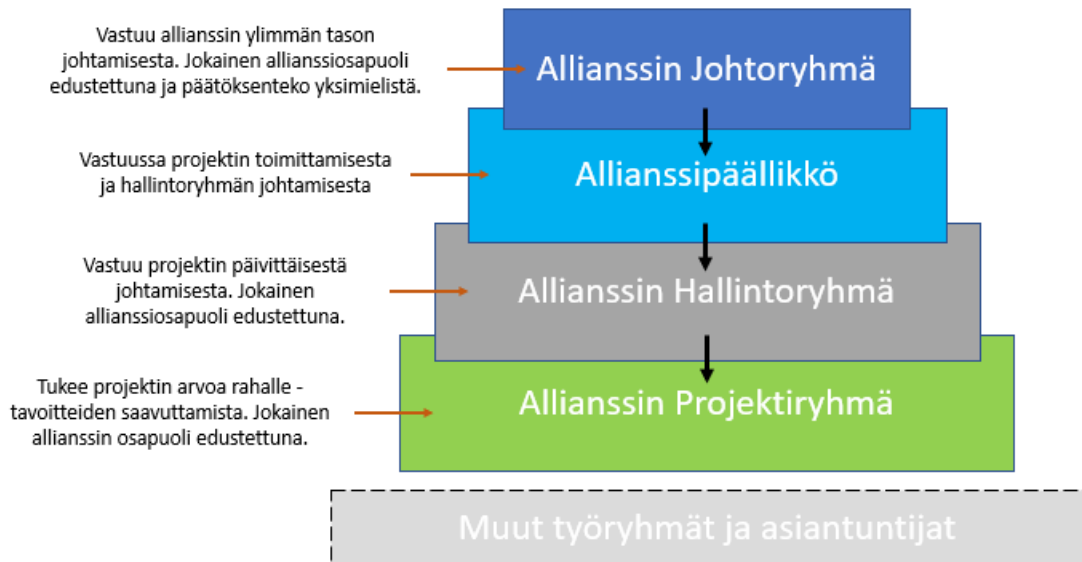 Vastuu allianssin ylimmän tason
johtamisesta. Jokainen allianssiosapuoli
edustettuna ja päätöksenteko yksimielistä.
Allianssin Johtoryhmä
Vastuussa projektin toimittamisesta
ja hallintoryhmän johtamisesta
Allianssipäällikkö
Vastuu projektin päivittäisestä
johtamisesta. Jokainen
allianssiosapuoli edustettuna.
Allianssin Hallintoryhmä
Tukee projektin arvoa rahalle -
tavoitteiden saavuttamista. Jokainen
allianssin osapuoli edustettuna.
Allianssin Projektiryhmä
Muut työryhmät ja asiantuntijat